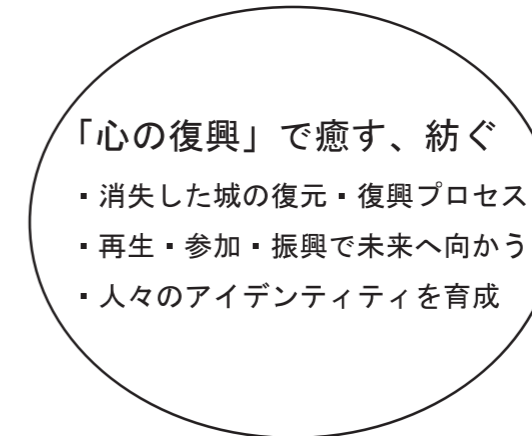 「心の復興」で癒す、紡ぐ
▪消失した城の復元▪復興プロセス
▪再生▪参加▪振興で未来へ向かう
▪人々のアイデンティティを育成